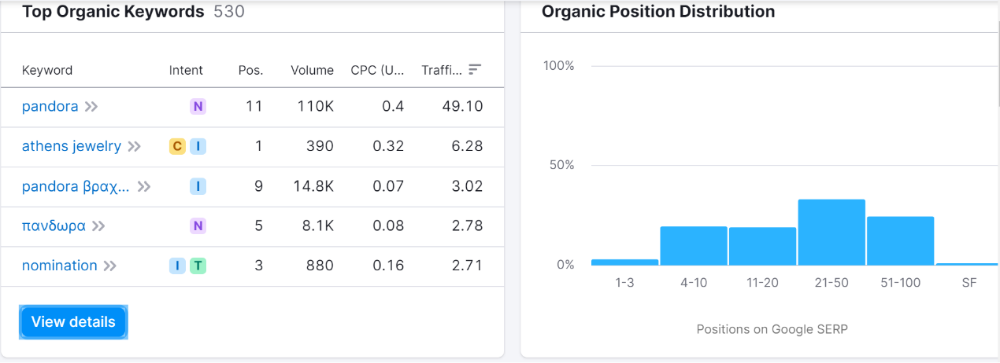 Top Organic Keywords 530
Keyword Intent Pos. Volume CPC (U... Traffi...
pandora N 11 110K 0.4 49.10
athens jewelry C I 1 390 0.32 6.28
pandora βραχ... I 9 14.8K 0.07 3.02
πανδωρα N 5 8.1K 0.08 2.78
nomination I T 3 880 0.16 2.71
View details
Organic Position Distribution
100%
50%
0%
1-3 4-10 11-20 21-50 51-100 SF
Positions on Google SERP